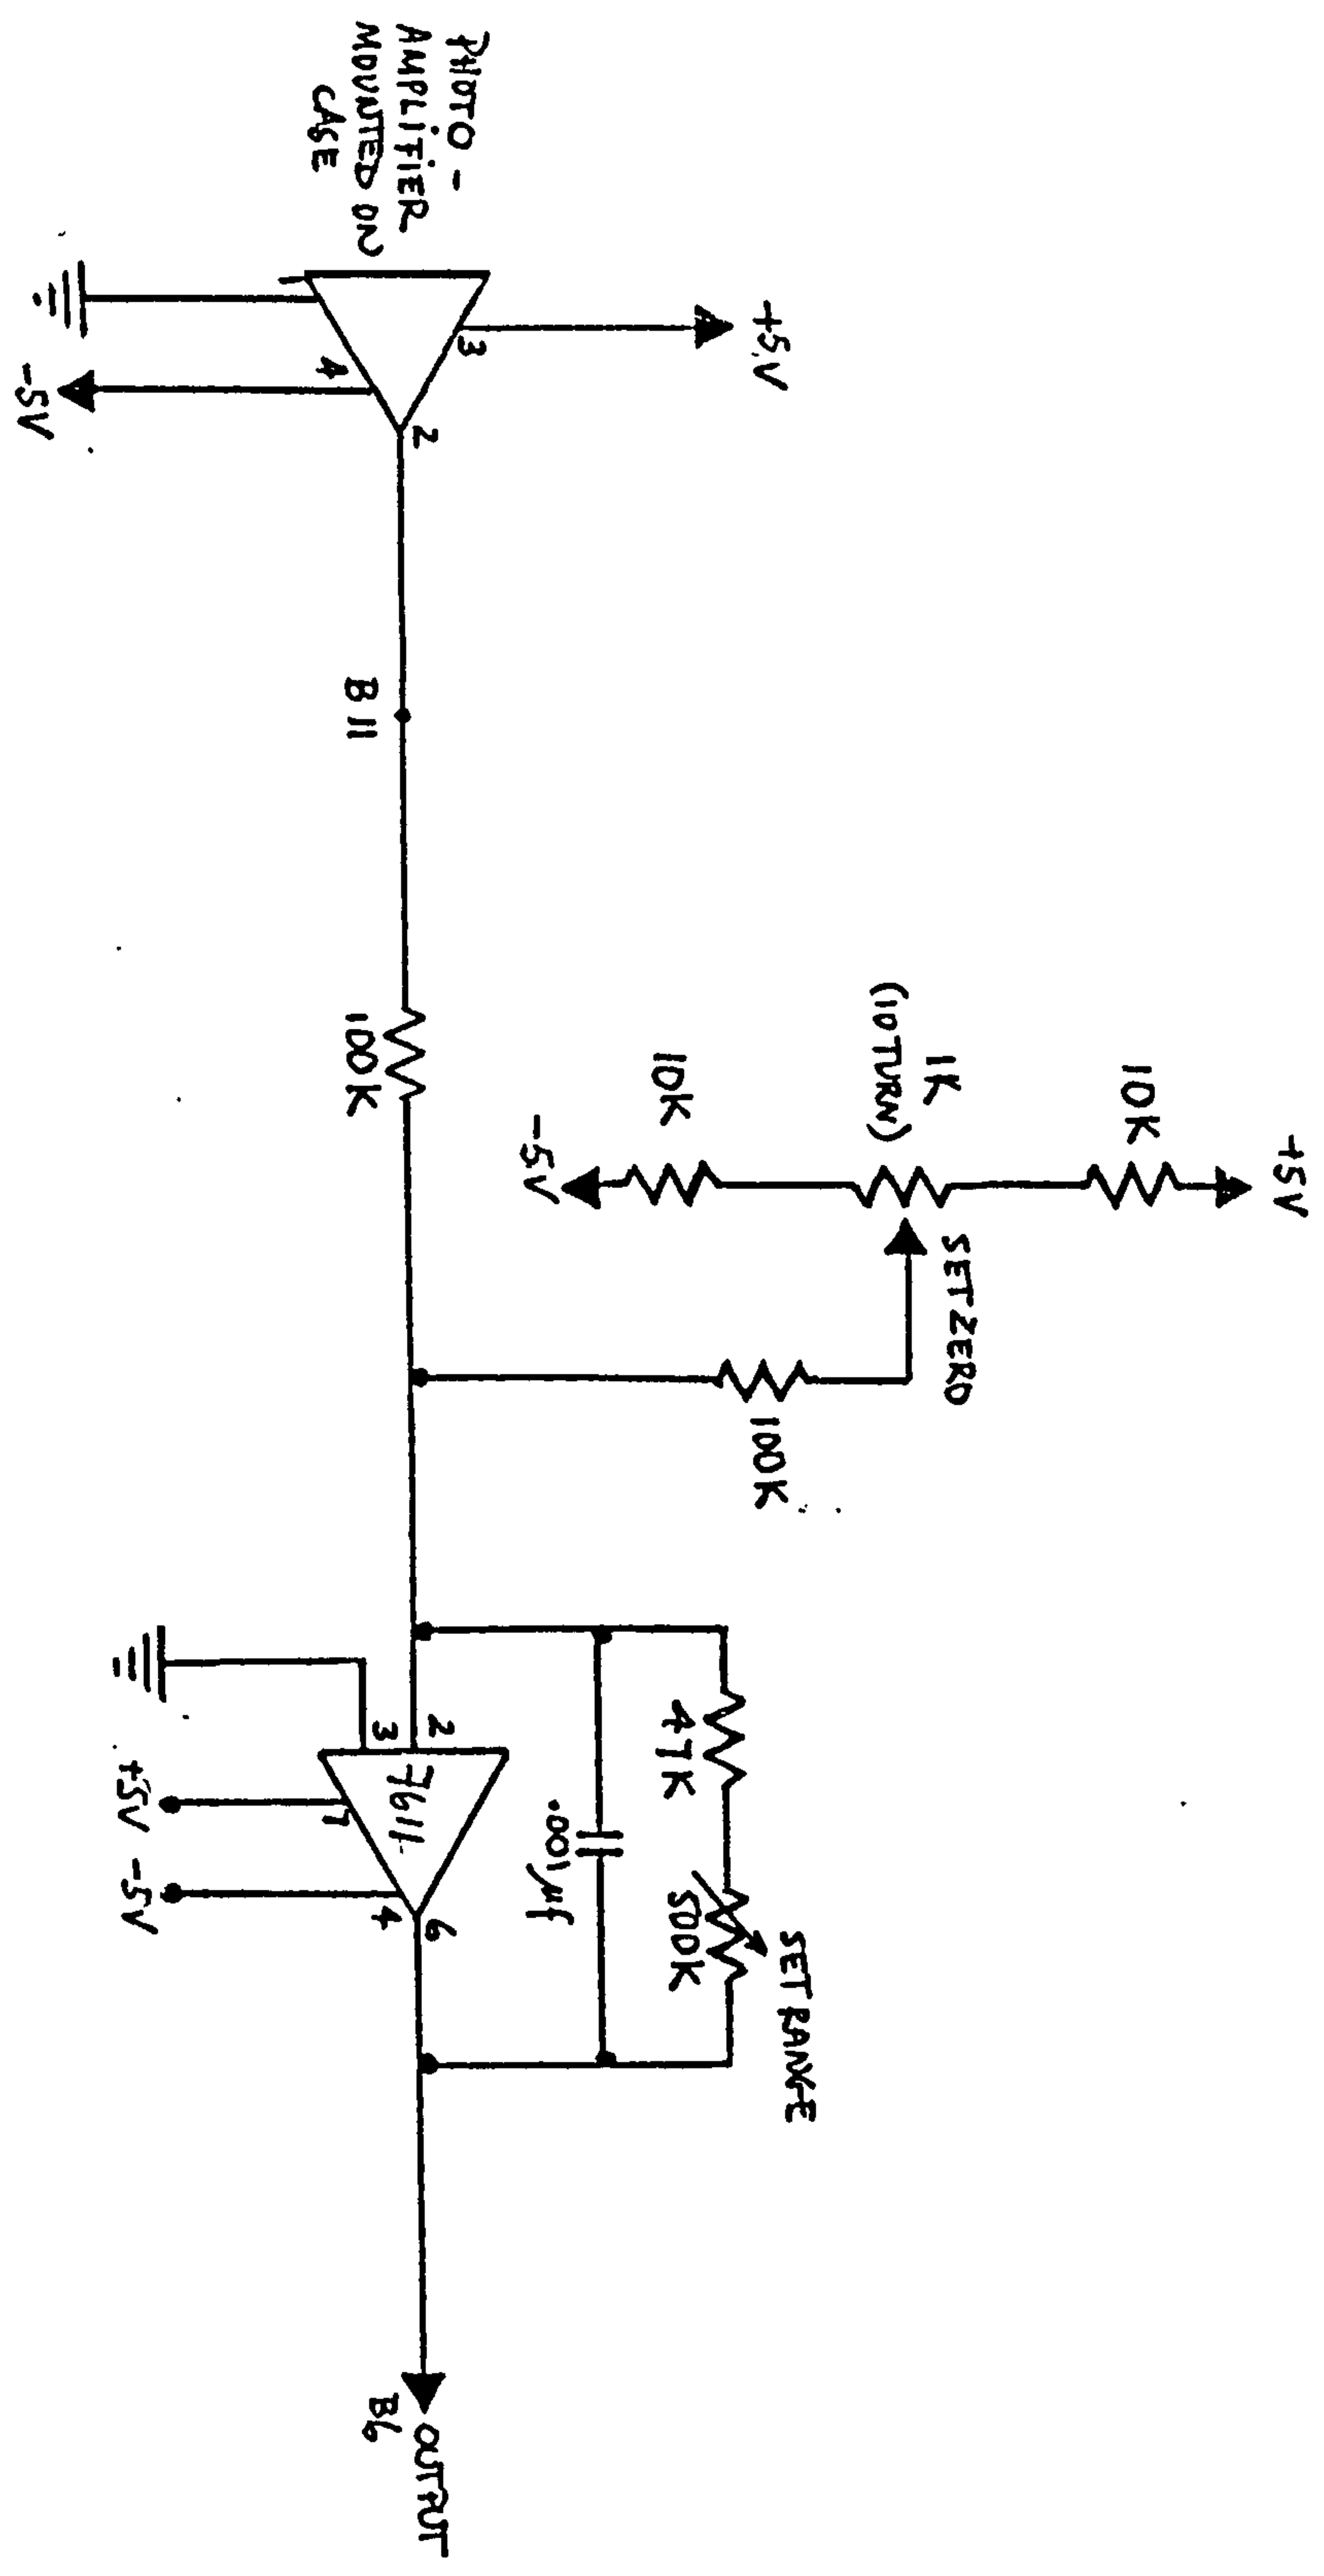 PHOTO-
AMPLIFIER
MOUNTED ON
CASE
+5V
3
1
4
-5V
2
B11
100K
+5V
10K
1K
(10 TURN)
SET ZERO
10K
-5V
100K
SET RANGE
47K
500K
.001µf
2
3
7611
7
+5V
4
-5V
6
OUTPUT
B6